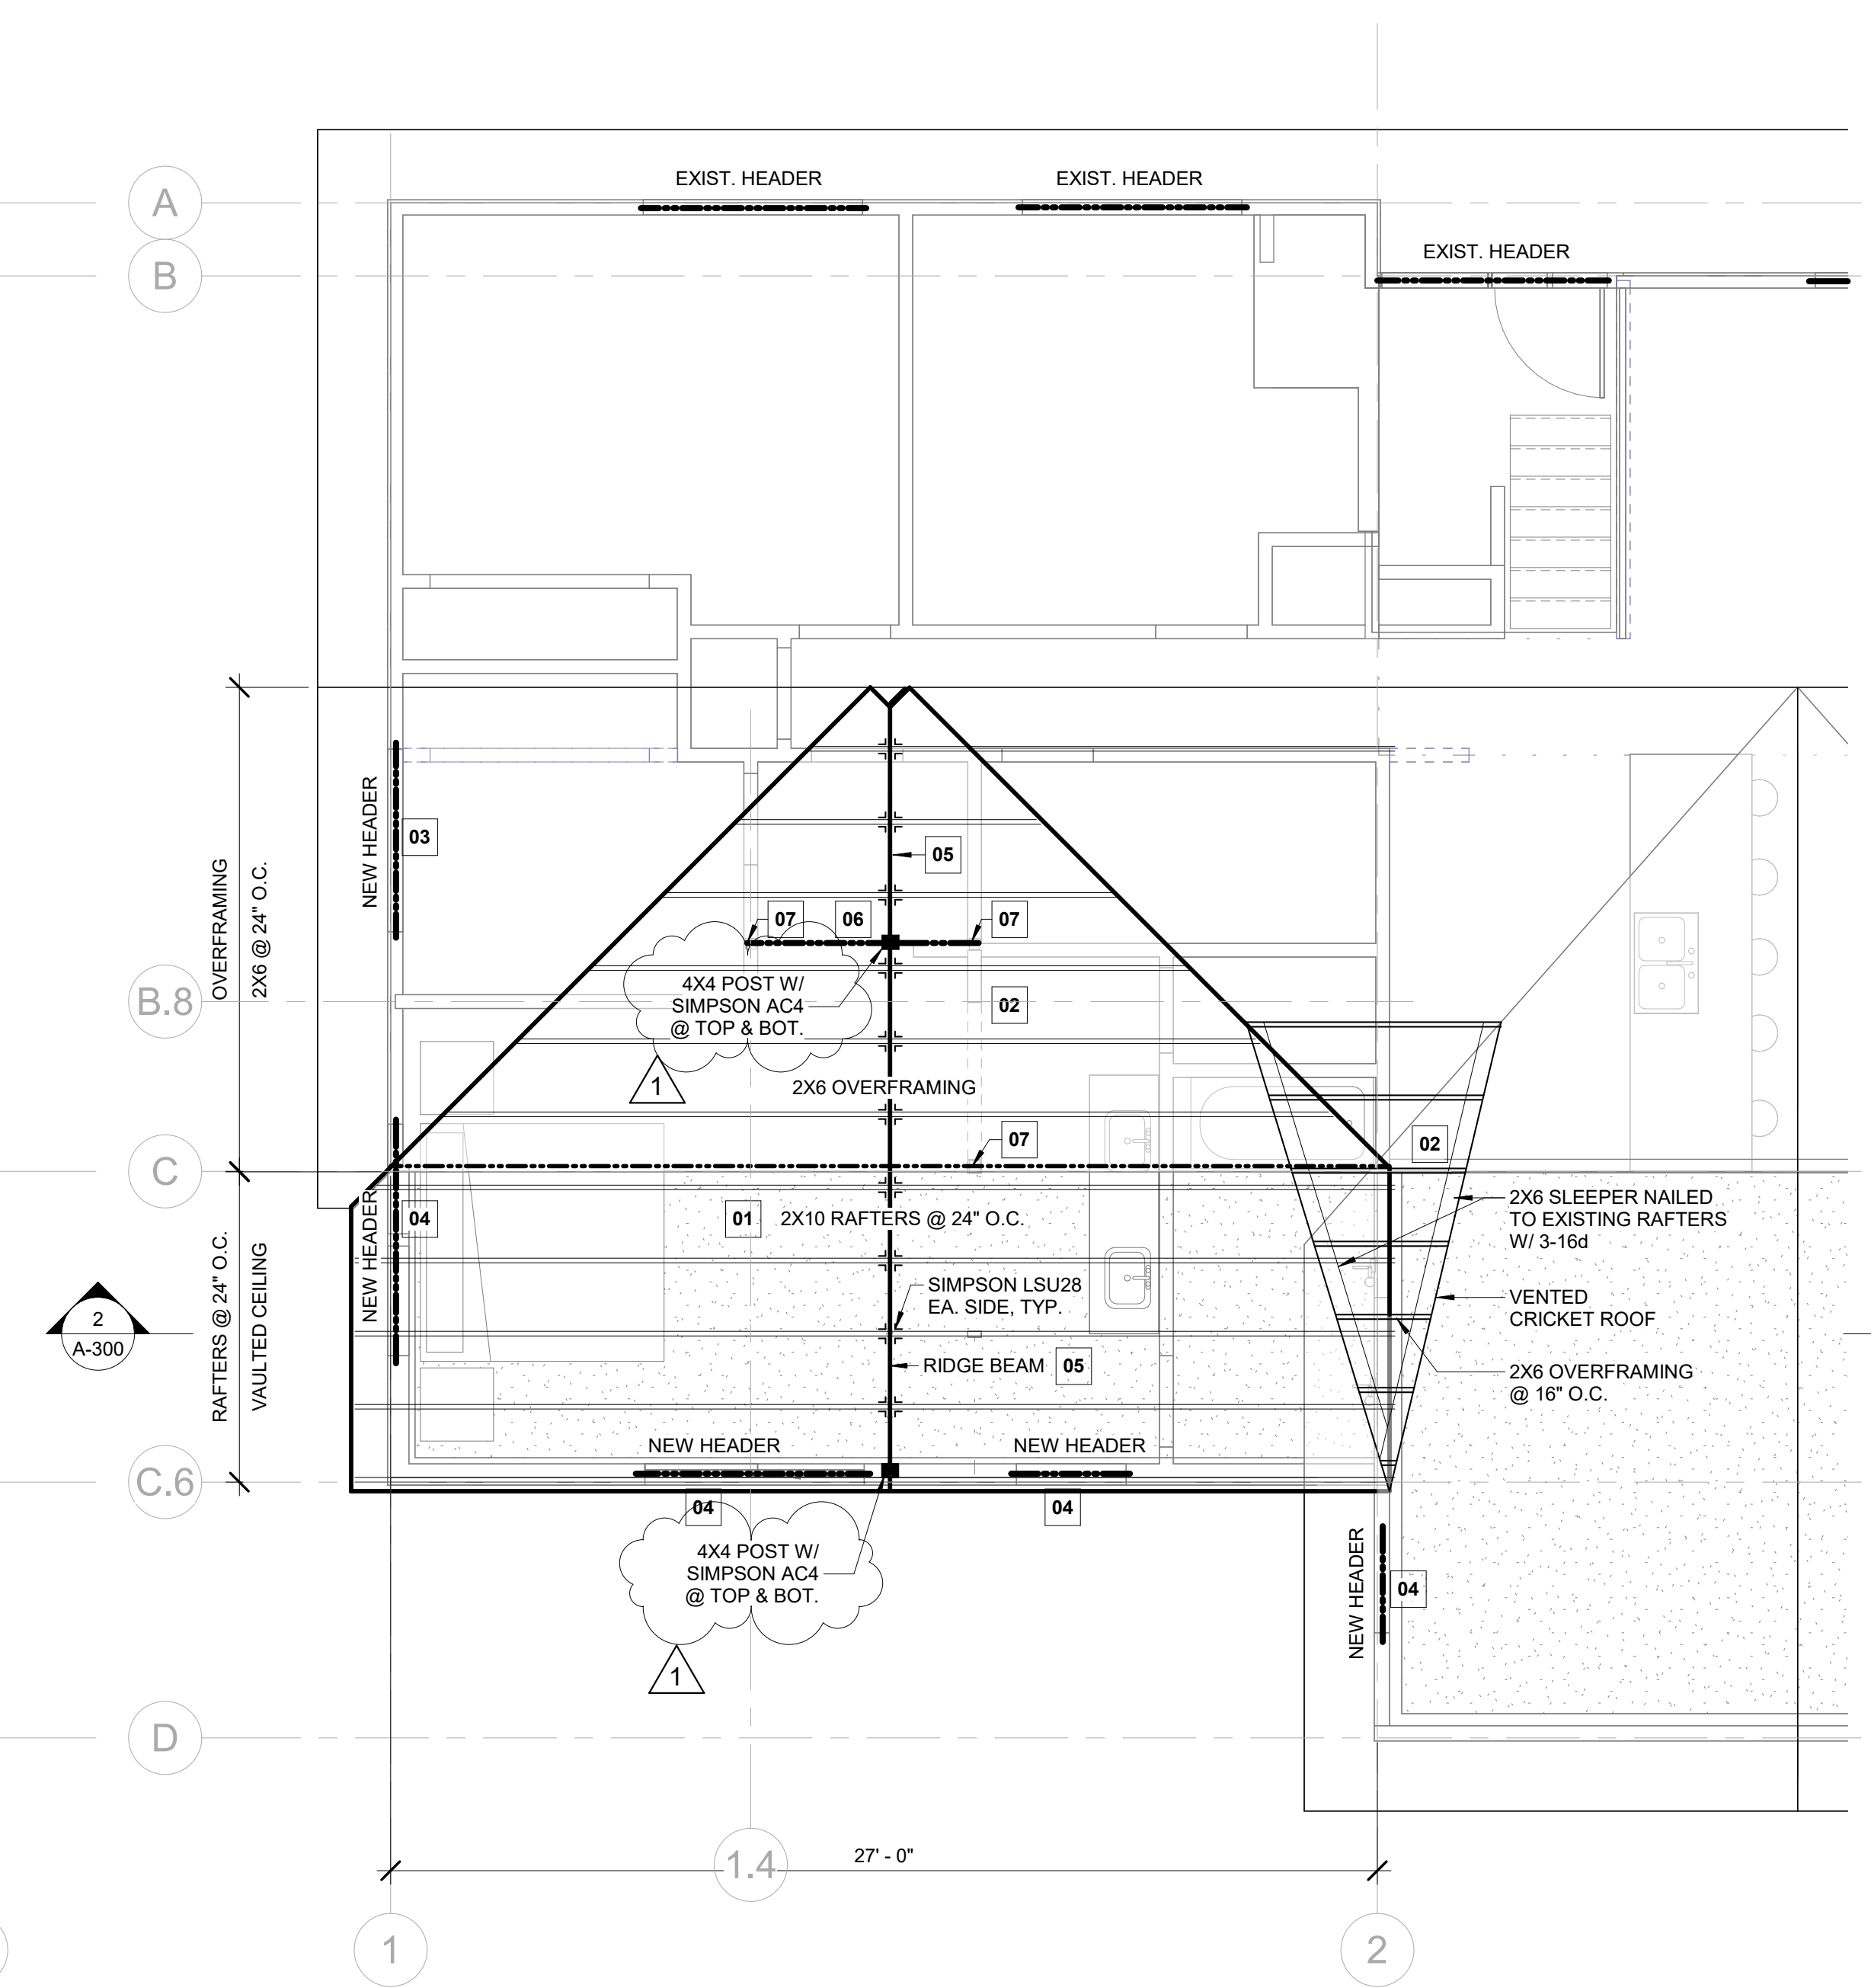 EXIST. HEADER
EXIST. HEADER
A
EXIST. HEADER
B
NEW HEADER
03
05
OVERFRAMING
2X6 @ 24" O.C.
07
06
07
4X4 POST W/
SIMPSON AC4
@ TOP & BOT.
1
B.8
02
2X6 OVERFRAMING
07
02
C
NEW HEADER
04
01
2X10 RAFTERS @ 24" O.C.
2X6 SLEEPER NAILED
TO EXISTING RAFTERS
W/ 3-16d
RAFTERS @ 24" O.C.
VAULTED CEILING
SIMPSON LSU28
EA. SIDE, TYP.
VENTED
CRICKET ROOF
2
A-300
RIDGE BEAM
05
2X6 OVERFRAMING
@ 16" O.C.
NEW HEADER
NEW HEADER
C.6
04
04
4X4 POST W/
SIMPSON AC4
@ TOP & BOT.
1
NEW HEADER
04
D
27' - 0"
1.4
1
2